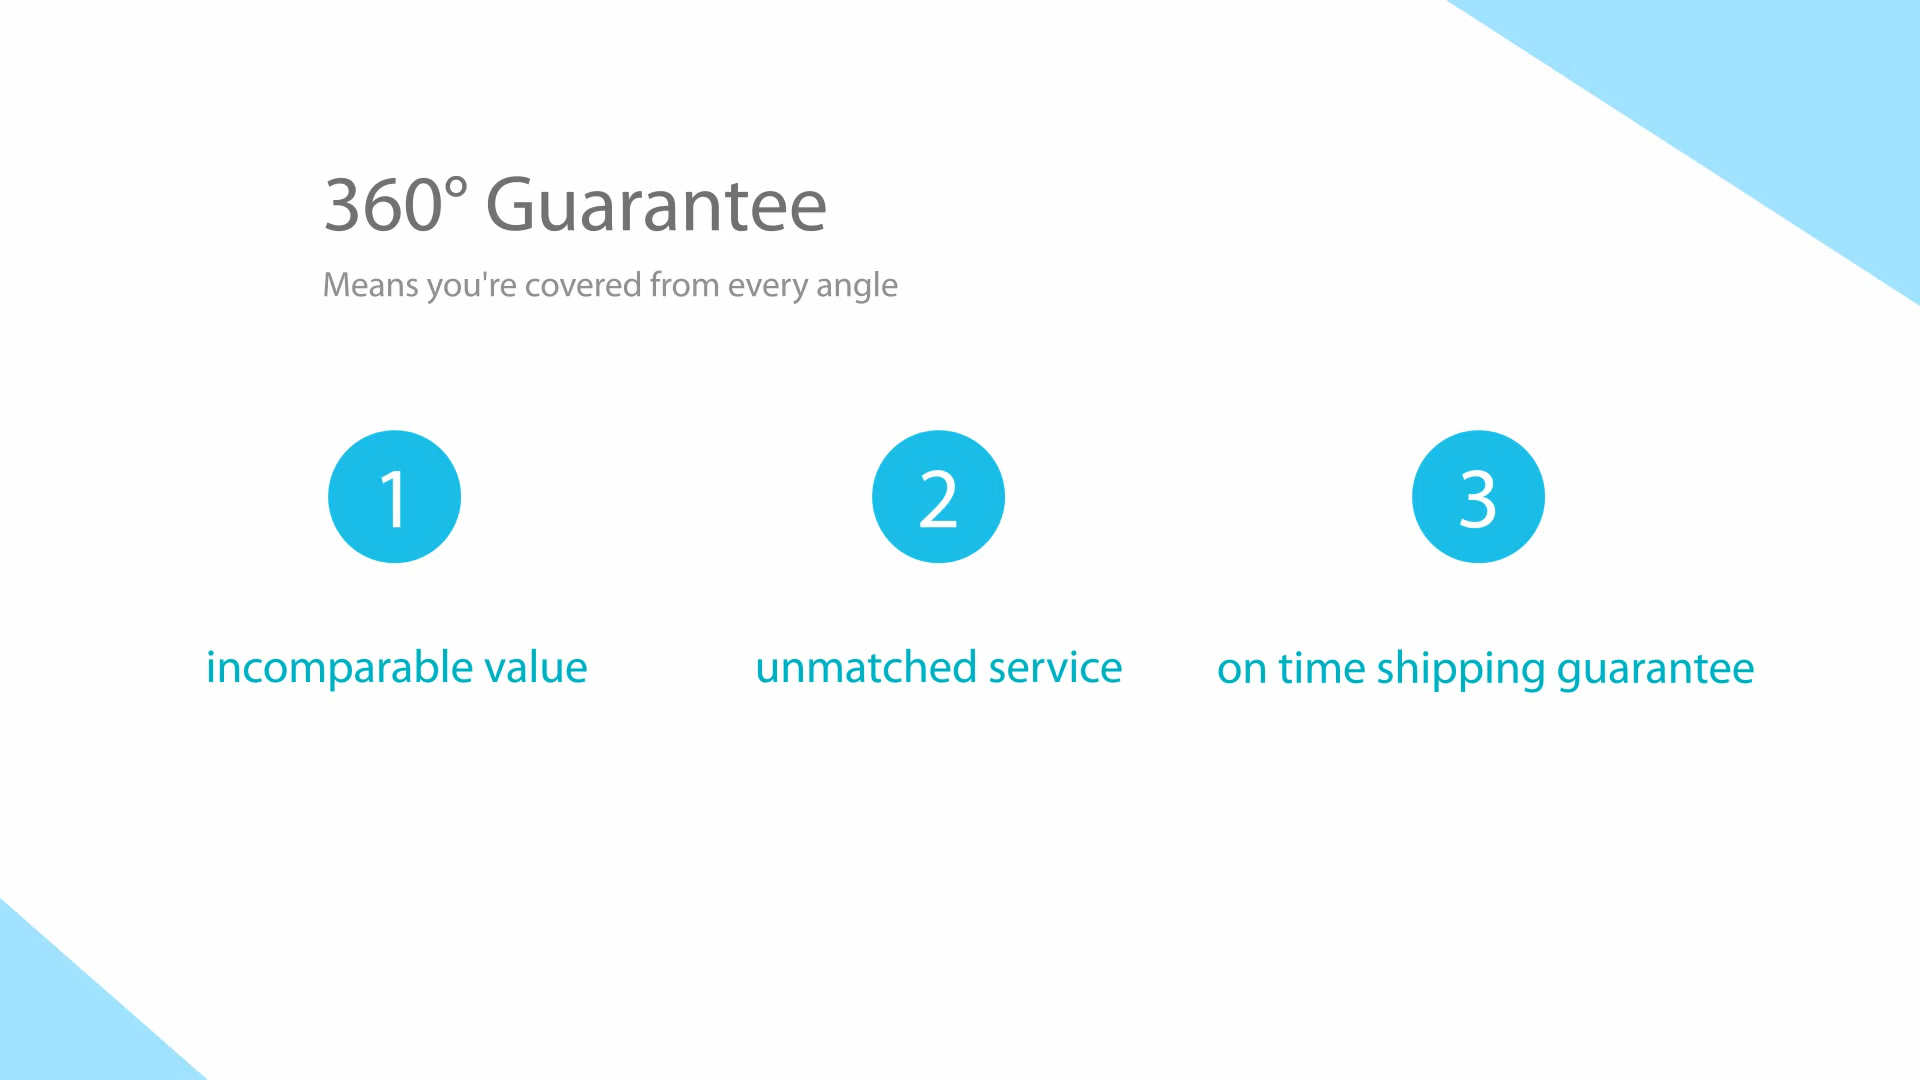 360° Guarantee
Means you're covered from every angle
1
2
3
incomparable value
unmatched service
on time shipping guarantee